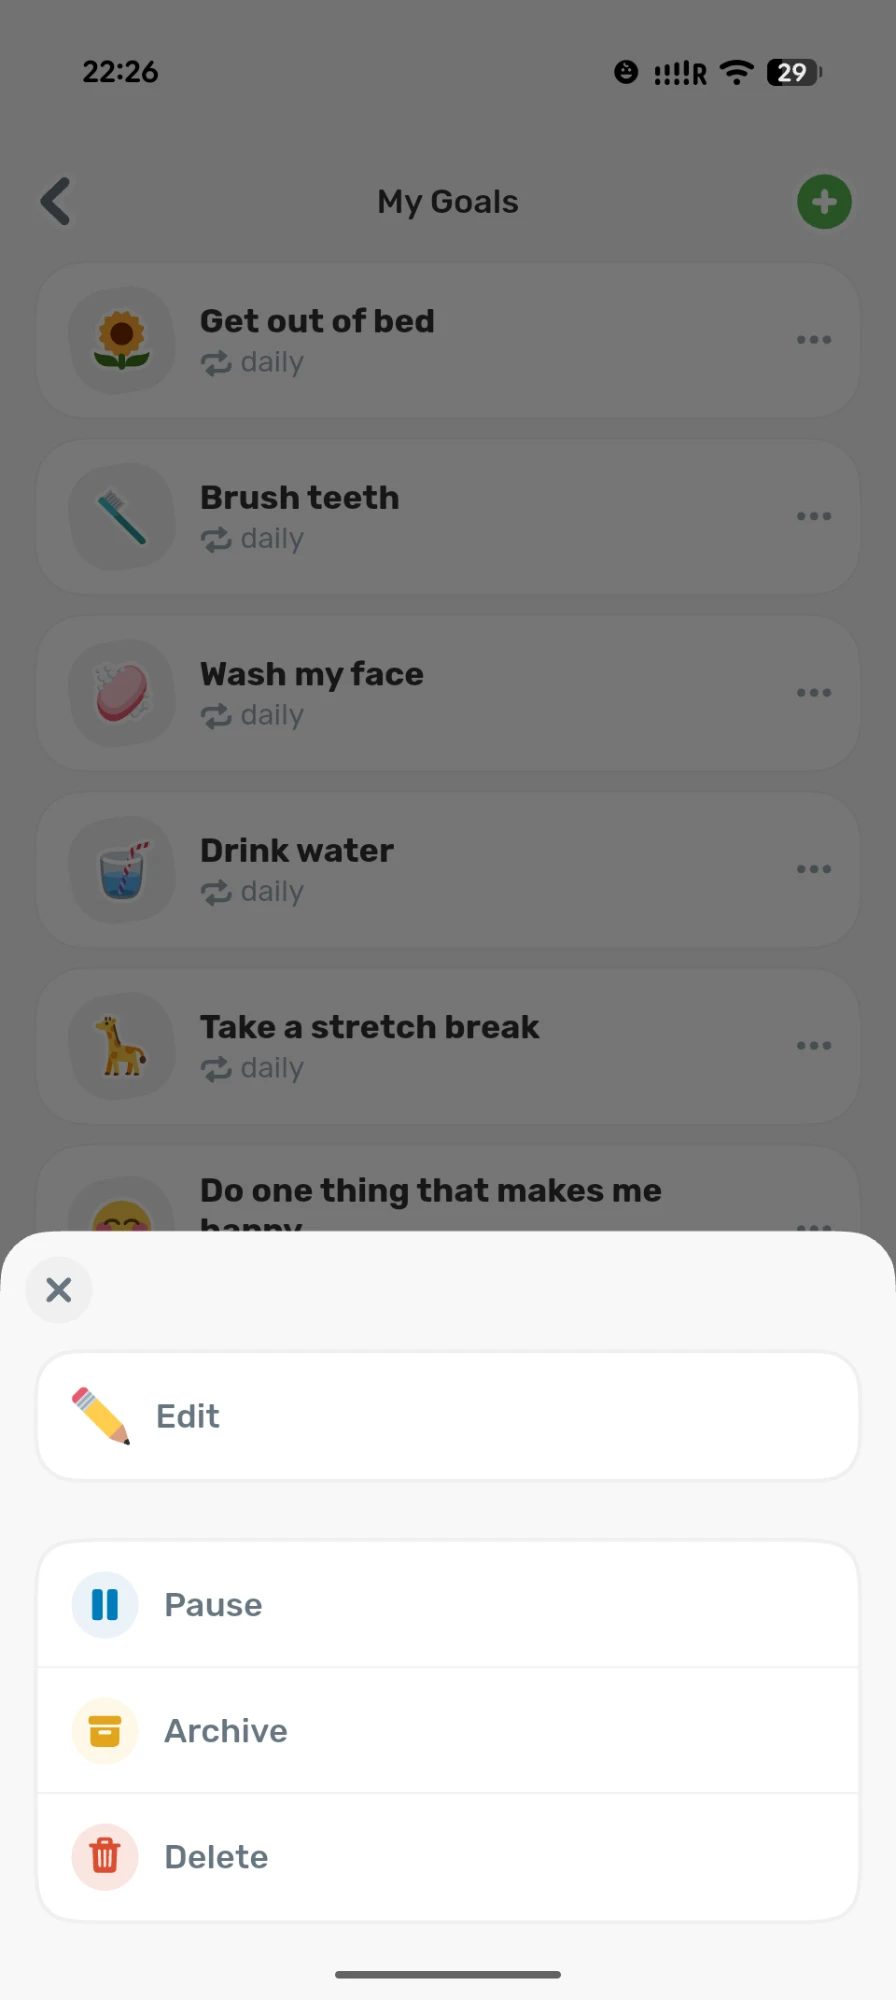 22:26
R
29
My Goals
Get out of bed
daily
Brush teeth
daily
Wash my face
daily
Drink water
daily
Take a stretch break
daily
Do one thing that makes me
happy
Edit
Pause
Archive
Delete